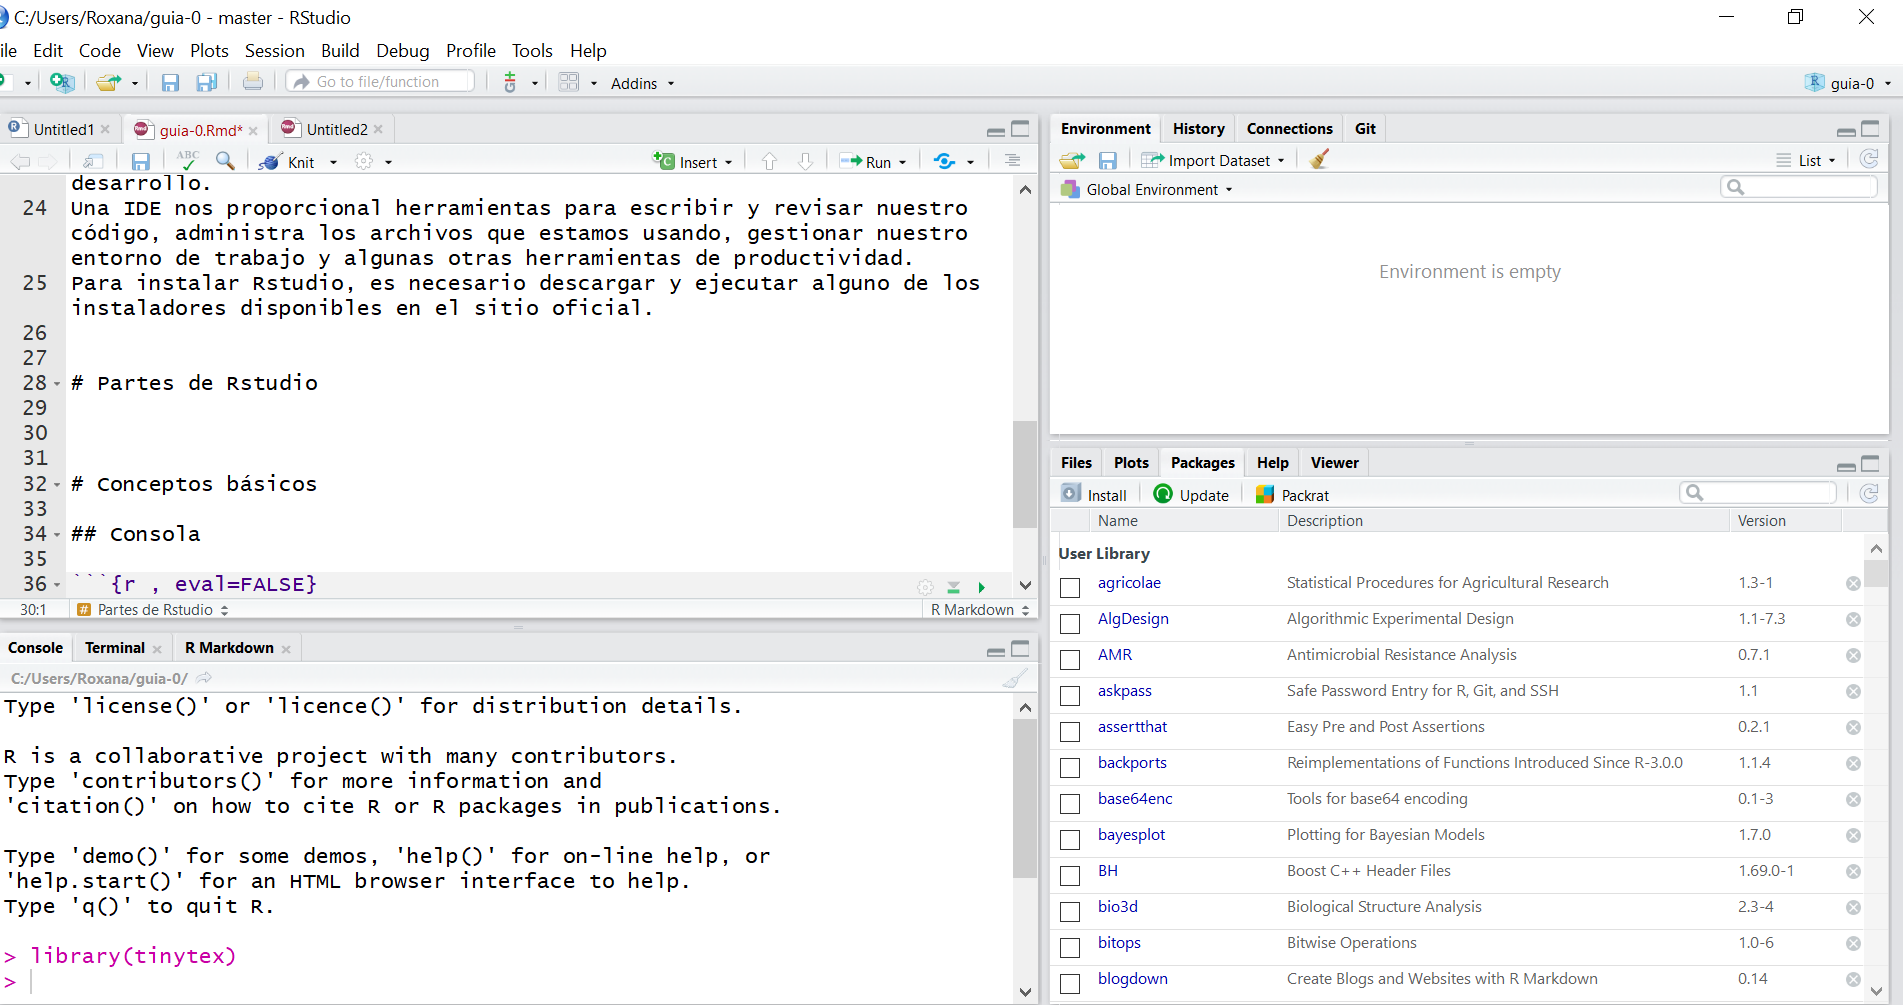 C:/Users/Roxana/guia-0 - master - RStudio
ile Edit Code View Plots Session Build Debug Profile Tools Help
Go to file/function Addins guia-0
Untitled1 guia-0.Rmd* Untitled2
ABC Knit Insert Run
desarrollo.
24 Una IDE nos proporcional herramientas para escribir y revisar nuestro
código, administra los archivos que estamos usando, gestionar nuestro
entorno de trabajo y algunas otras herramientas de productividad.
25 Para instalar Rstudio, es necesario descargar y ejecutar alguno de los
instaladores disponibles en el sitio oficial.
26
27
28 # Partes de Rstudio
29
30
31
32 # Conceptos básicos
33
34 ## Consola
35
36 ```{r , eval=FALSE}
30:1 # Partes de Rstudio R Markdown
Console Terminal R Markdown
C:/Users/Roxana/guia-0/
Type 'license()' or 'licence()' for distribution details.
R is a collaborative project with many contributors.
Type 'contributors()' for more information and
'citation()' on how to cite R or R packages in publications.
Type 'demo()' for some demos, 'help()' for on-line help, or
'help.start()' for an HTML browser interface to help.
Type 'q()' to quit R.
> library(tinytex)
>
Environment History Connections Git
Import Dataset List
Global Environment
Environment is empty
Files Plots Packages Help Viewer
Install Update Packrat
Name Description Version
User Library
agricolae Statistical Procedures for Agricultural Research 1.3-1
AlgDesign Algorithmic Experimental Design 1.1-7.3
AMR Antimicrobial Resistance Analysis 0.7.1
askpass Safe Password Entry for R, Git, and SSH 1.1
assertthat Easy Pre and Post Assertions 0.2.1
backports Reimplementations of Functions Introduced Since R-3.0.0 1.1.4
base64enc Tools for base64 encoding 0.1-3
bayesplot Plotting for Bayesian Models 1.7.0
BH Boost C++ Header Files 1.69.0-1
bio3d Biological Structure Analysis 2.3-4
bitops Bitwise Operations 1.0-6
blogdown Create Blogs and Websites with R Markdown 0.14